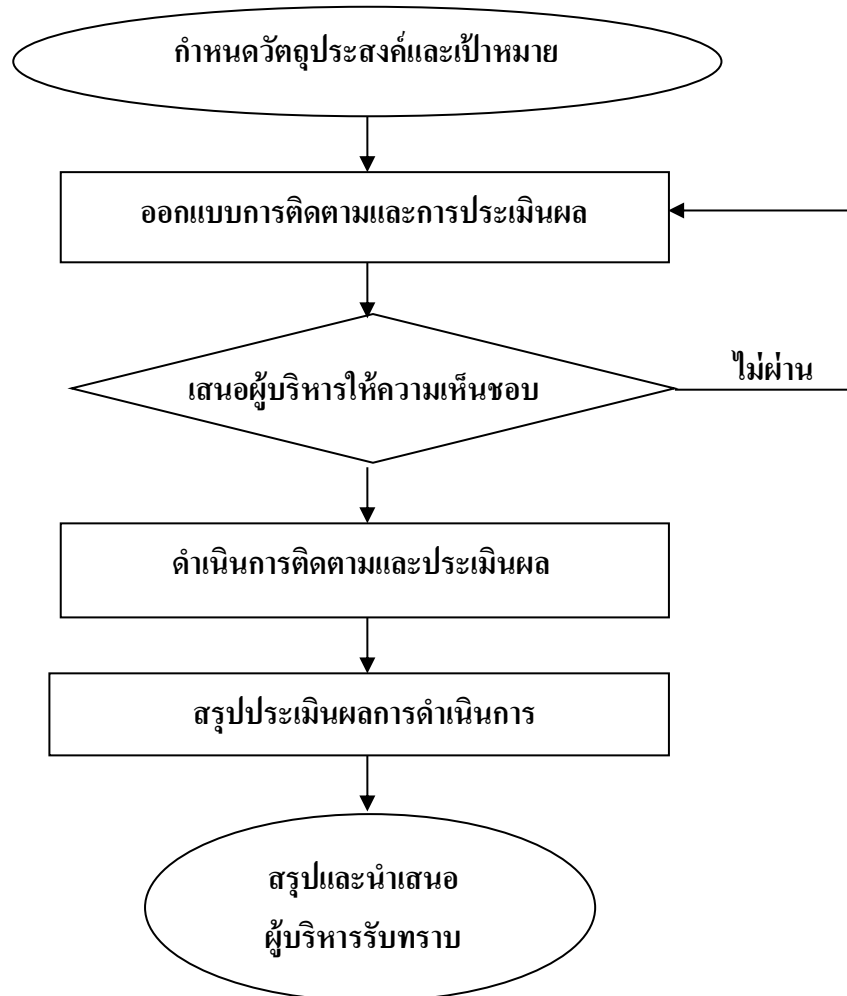 กำหนดวัตถุประสงค์และเป้าหมาย
ออกแบบการติดตามและการประเมินผล
เสนอผู้บริหารให้ความเห็นชอบ
ไม่ผ่าน
ดำเนินการติดตามและประเมินผล
สรุปประเมินผลการดำเนินการ
สรุปและนำเสนอ
ผู้บริหารรับทราบ